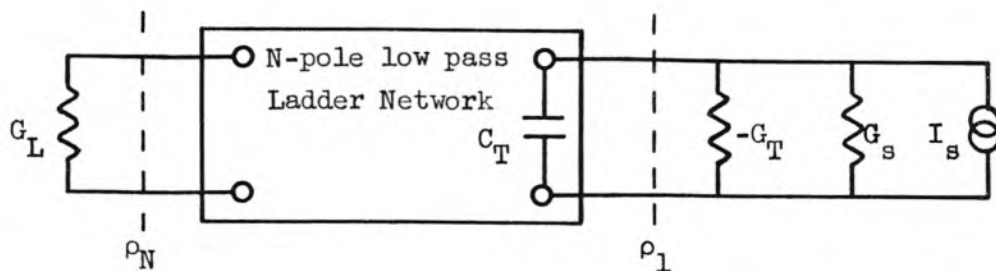 N-pole low pass
Ladder Network
G_L
C_T
-G_T
G_s
I_s
ρ_N
ρ_1